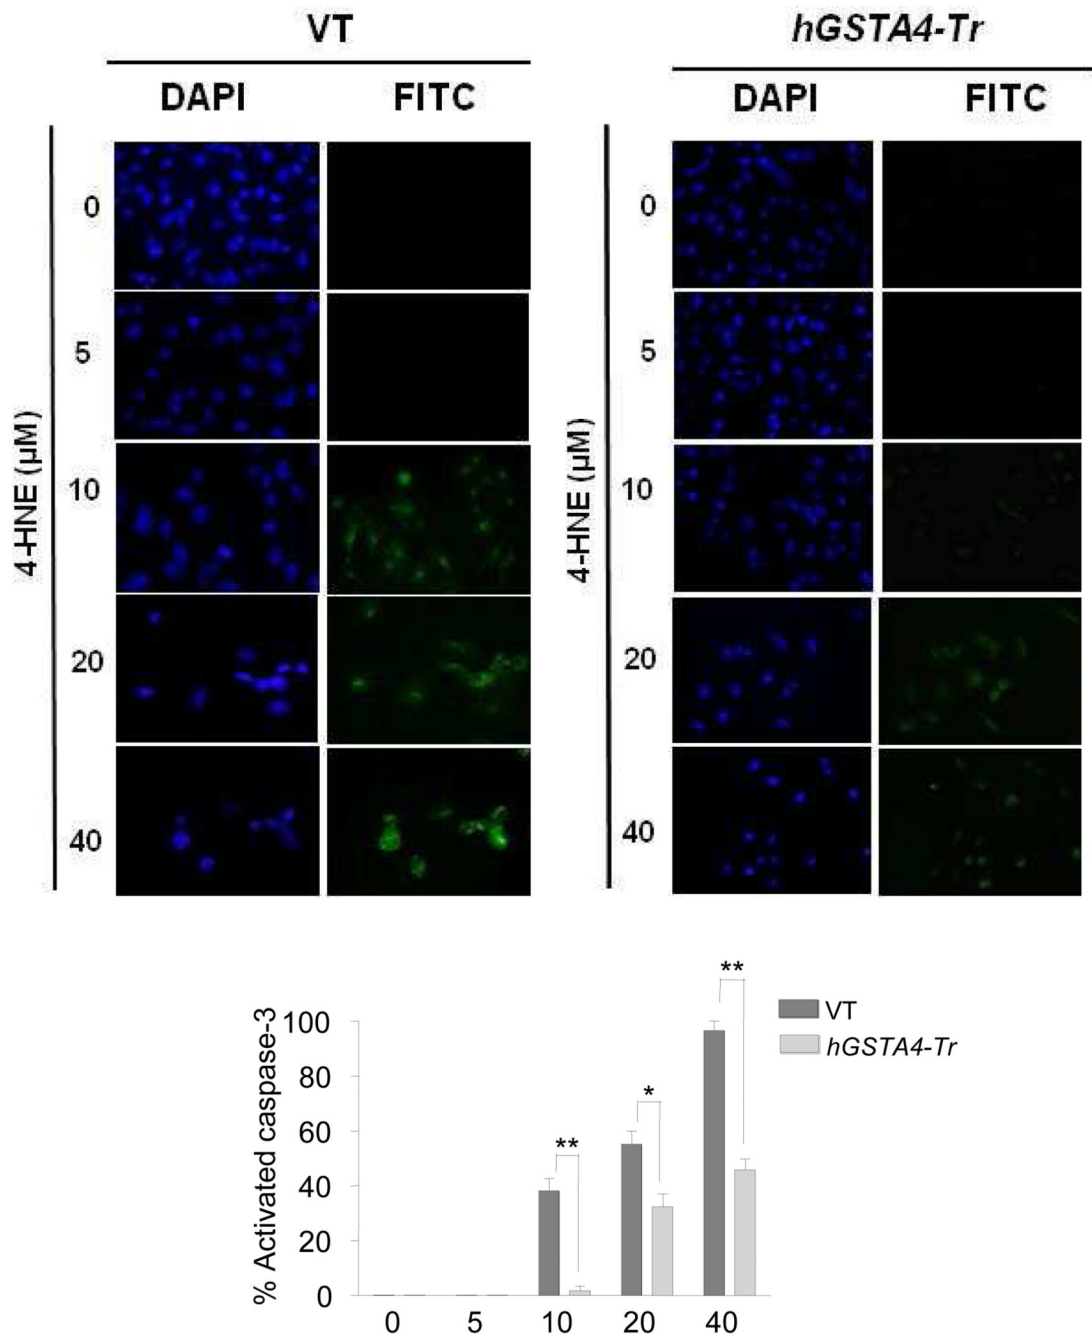 VT
DAPI FITC
4-HNE (µM)
0
5
10
20
40
hGSTA4-Tr
DAPI FITC
4-HNE (µM)
0
5
10
20
40
% Activated caspase-3
100
80
60
40
20
0
**
*
**
VT
hGSTA4-Tr
0 5 10 20 40